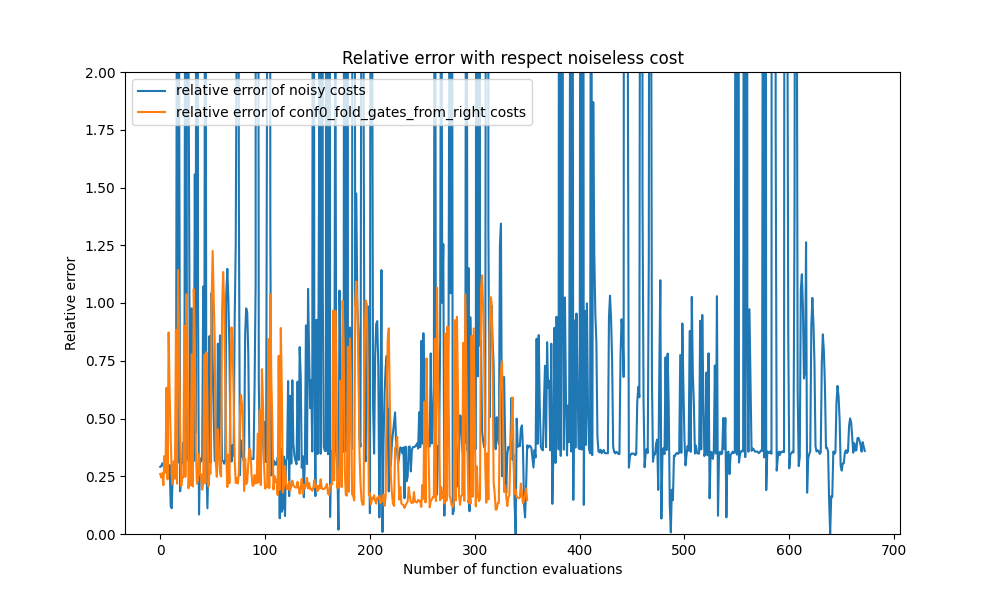 Relative error with respect noiseless cost
2.00
1.75
1.50
1.25
1.00
0.75
0.50
0.25
0.00
Relative error
relative error of noisy costs
relative error of conf0_fold_gates_from_right costs
0 100 200 300 400 500 600 700
Number of function evaluations